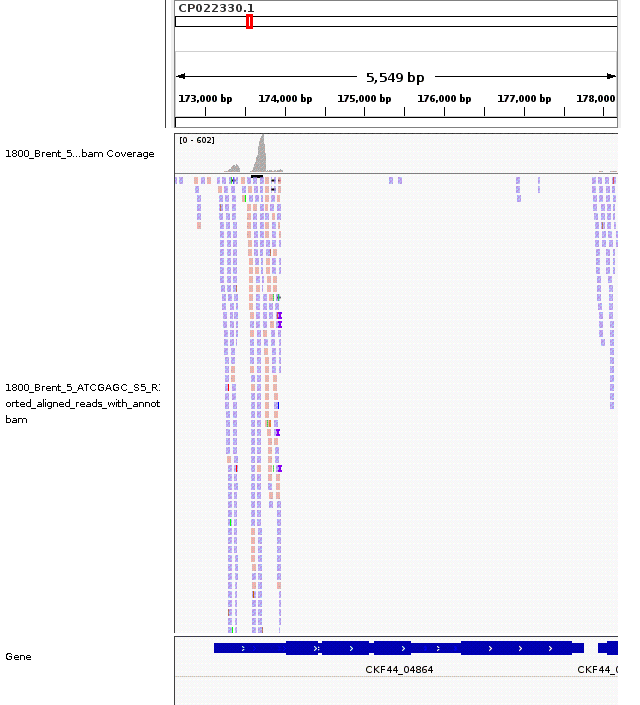 CP022330.1
5,549 bp
173,000 bp 174,000 bp 175,000 bp 176,000 bp 177,000 bp 178,000
[0 - 602]
1800_Brent_5...bam Coverage
1800_Brent_5_ATCGAGC_S5_R:
orted_aligned_reads_with_annot
bam
Gene
CKF44_04864 CKF44_0